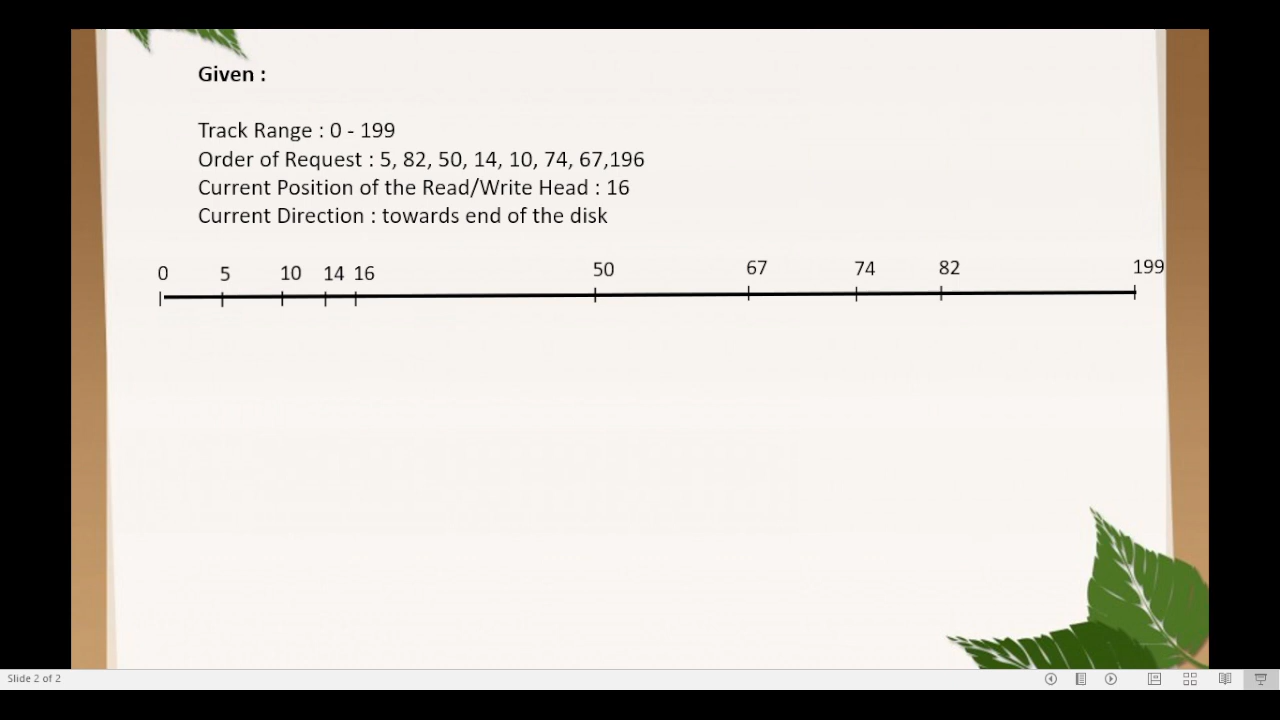 Given :
Track Range : 0 - 199
Order of Request : 5, 82, 50, 14, 10, 74, 67,196
Current Position of the Read/Write Head : 16
Current Direction : towards end of the disk
0 5 10 14 16 50 67 74 82 199
Slide 2 of 2